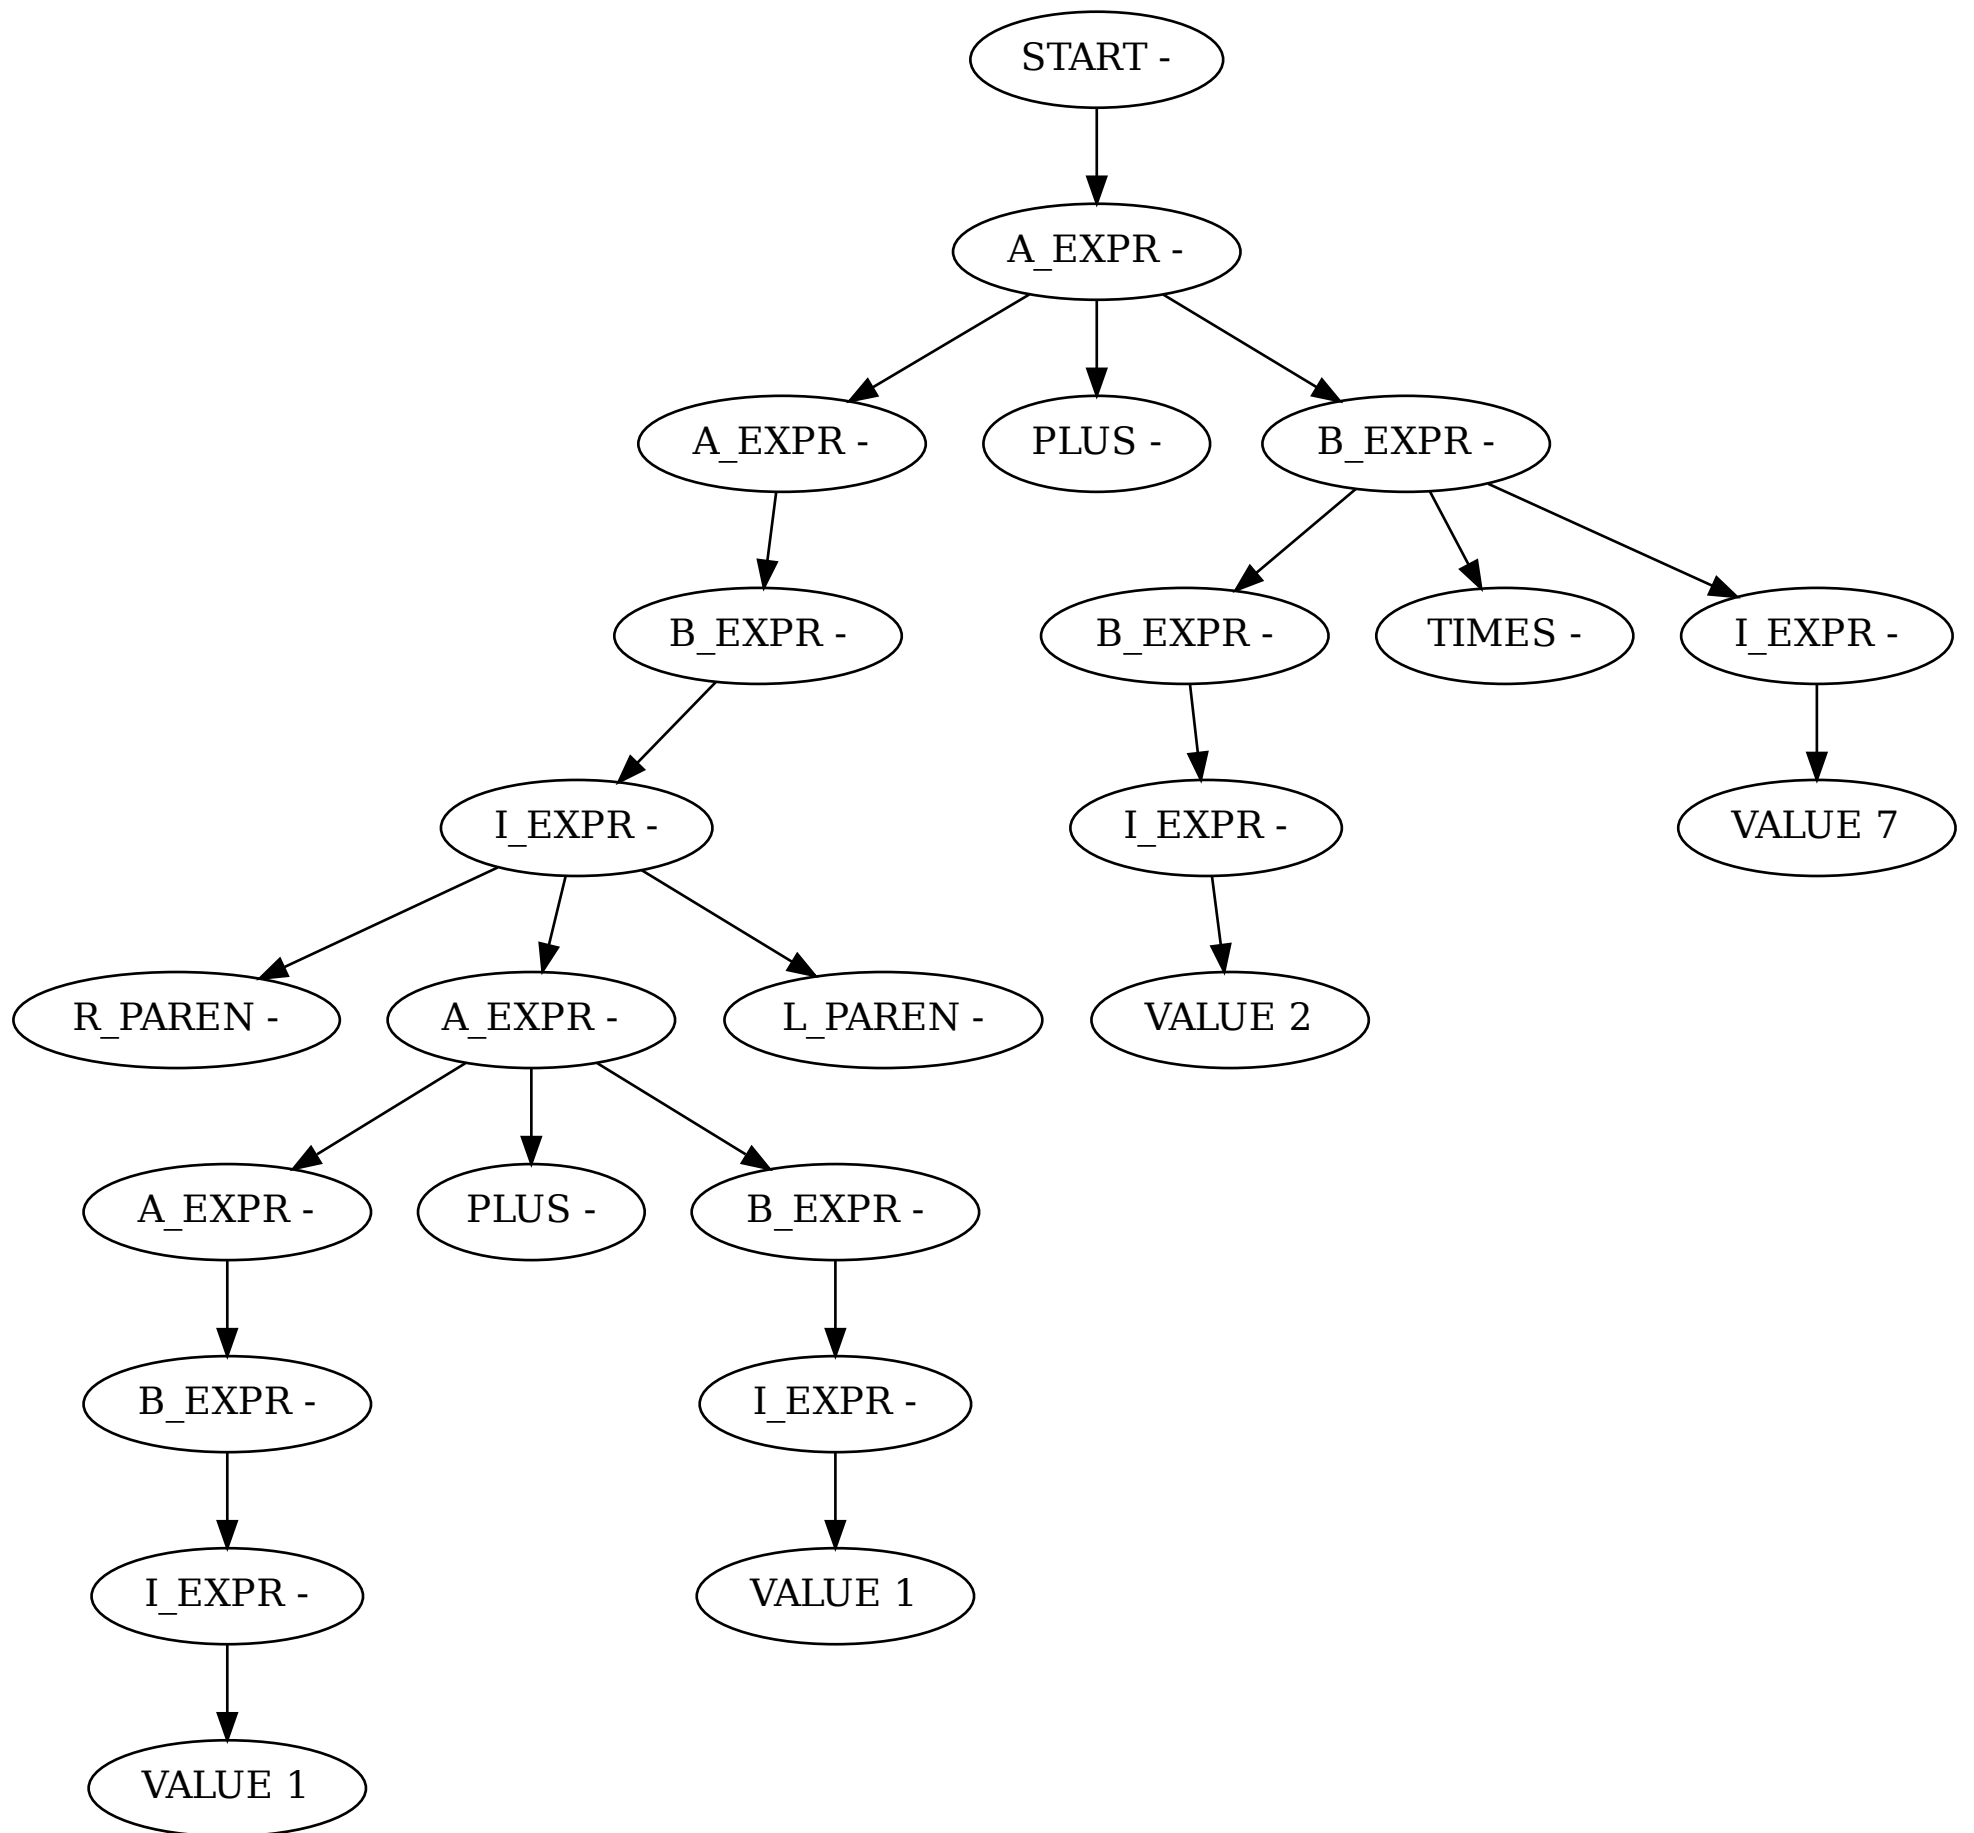 START -
A_EXPR -
A_EXPR -
PLUS -
B_EXPR -
B_EXPR -
B_EXPR -
TIMES -
I_EXPR -
I_EXPR -
I_EXPR -
VALUE 7
R_PAREN -
A_EXPR -
L_PAREN -
VALUE 2
A_EXPR -
PLUS -
B_EXPR -
B_EXPR -
I_EXPR -
I_EXPR -
VALUE 1
VALUE 1